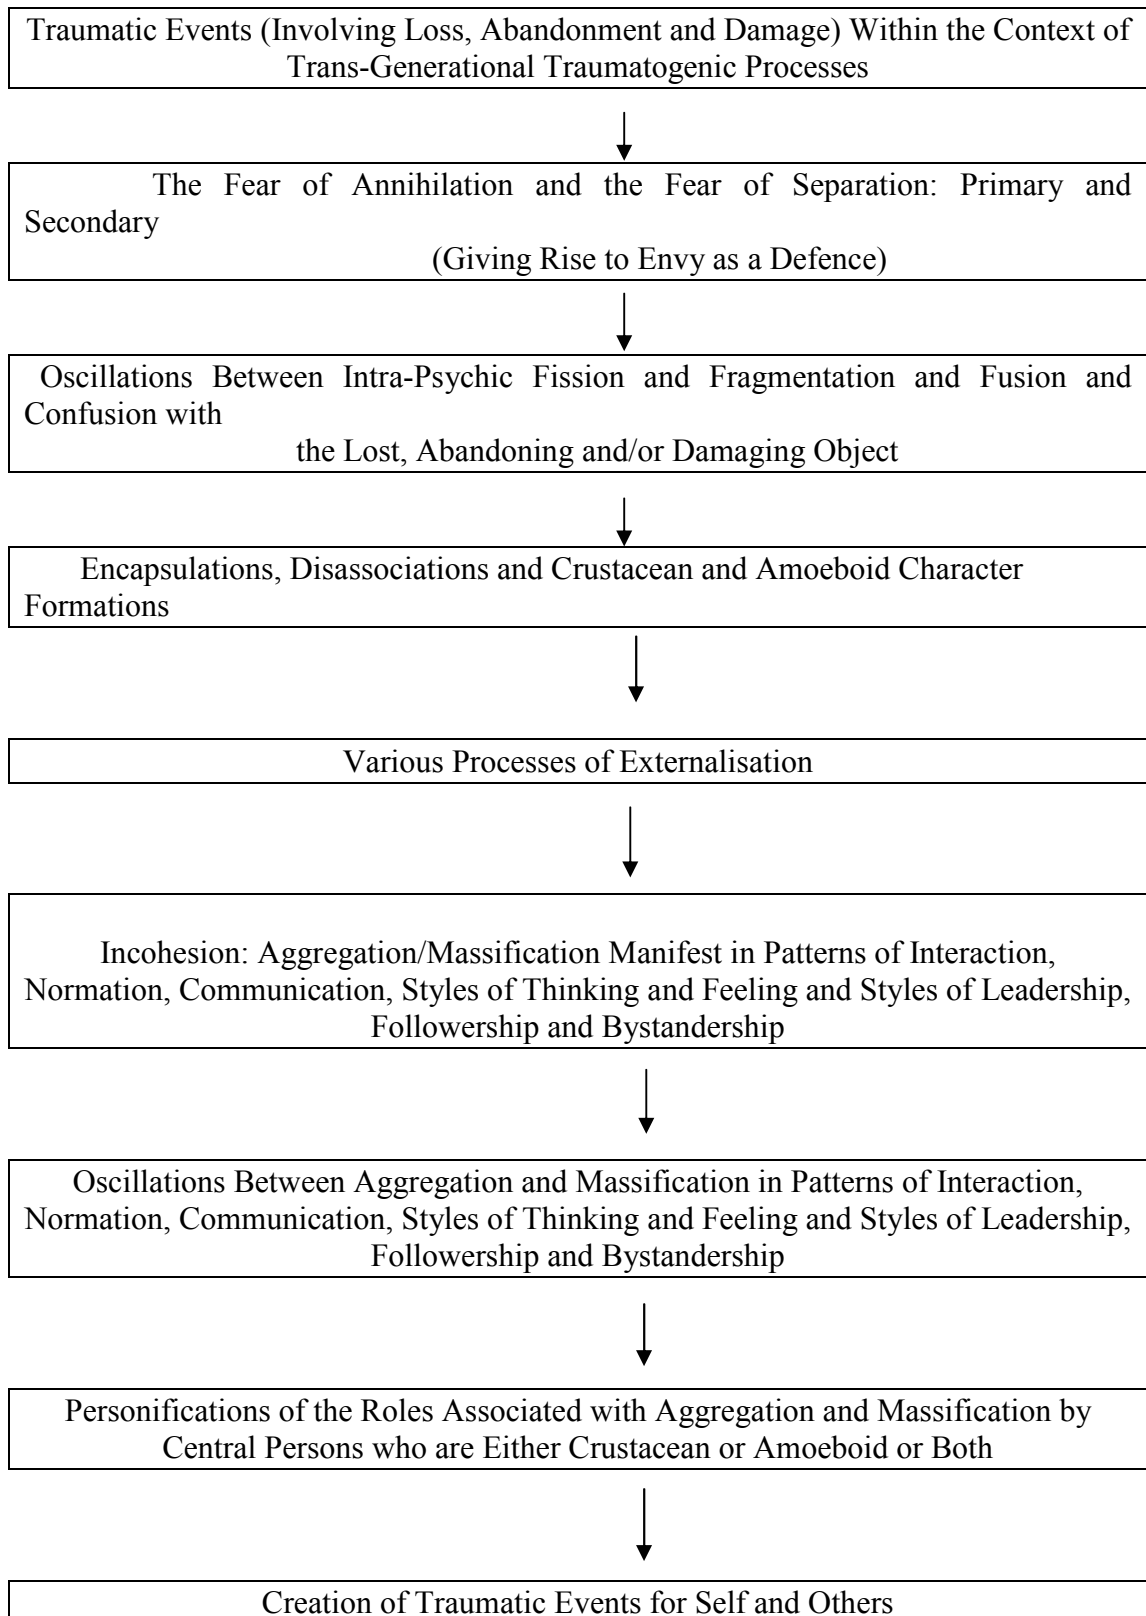 Traumatic Events (Involving Loss, Abandonment and Damage) Within the Context of
Trans-Generational Traumatogenic Processes
The Fear of Annihilation and the Fear of Separation: Primary and
Secondary
(Giving Rise to Envy as a Defence)
Oscillations Between Intra-Psychic Fission and Fragmentation and Fusion and
Confusion with
the Lost, Abandoning and/or Damaging Object
Encapsulations, Disassociations and Crustacean and Amoeboid Character
Formations
Various Processes of Externalisation
Incohesion: Aggregation/Massification Manifest in Patterns of Interaction,
Normation, Communication, Styles of Thinking and Feeling and Styles of Leadership,
Followership and Bystandership
Oscillations Between Aggregation and Massification in Patterns of Interaction,
Normation, Communication, Styles of Thinking and Feeling and Styles of Leadership,
Followership and Bystandership
Personifications of the Roles Associated with Aggregation and Massification by
Central Persons who are Either Crustacean or Amoeboid or Both
Creation of Traumatic Events for Self and Others